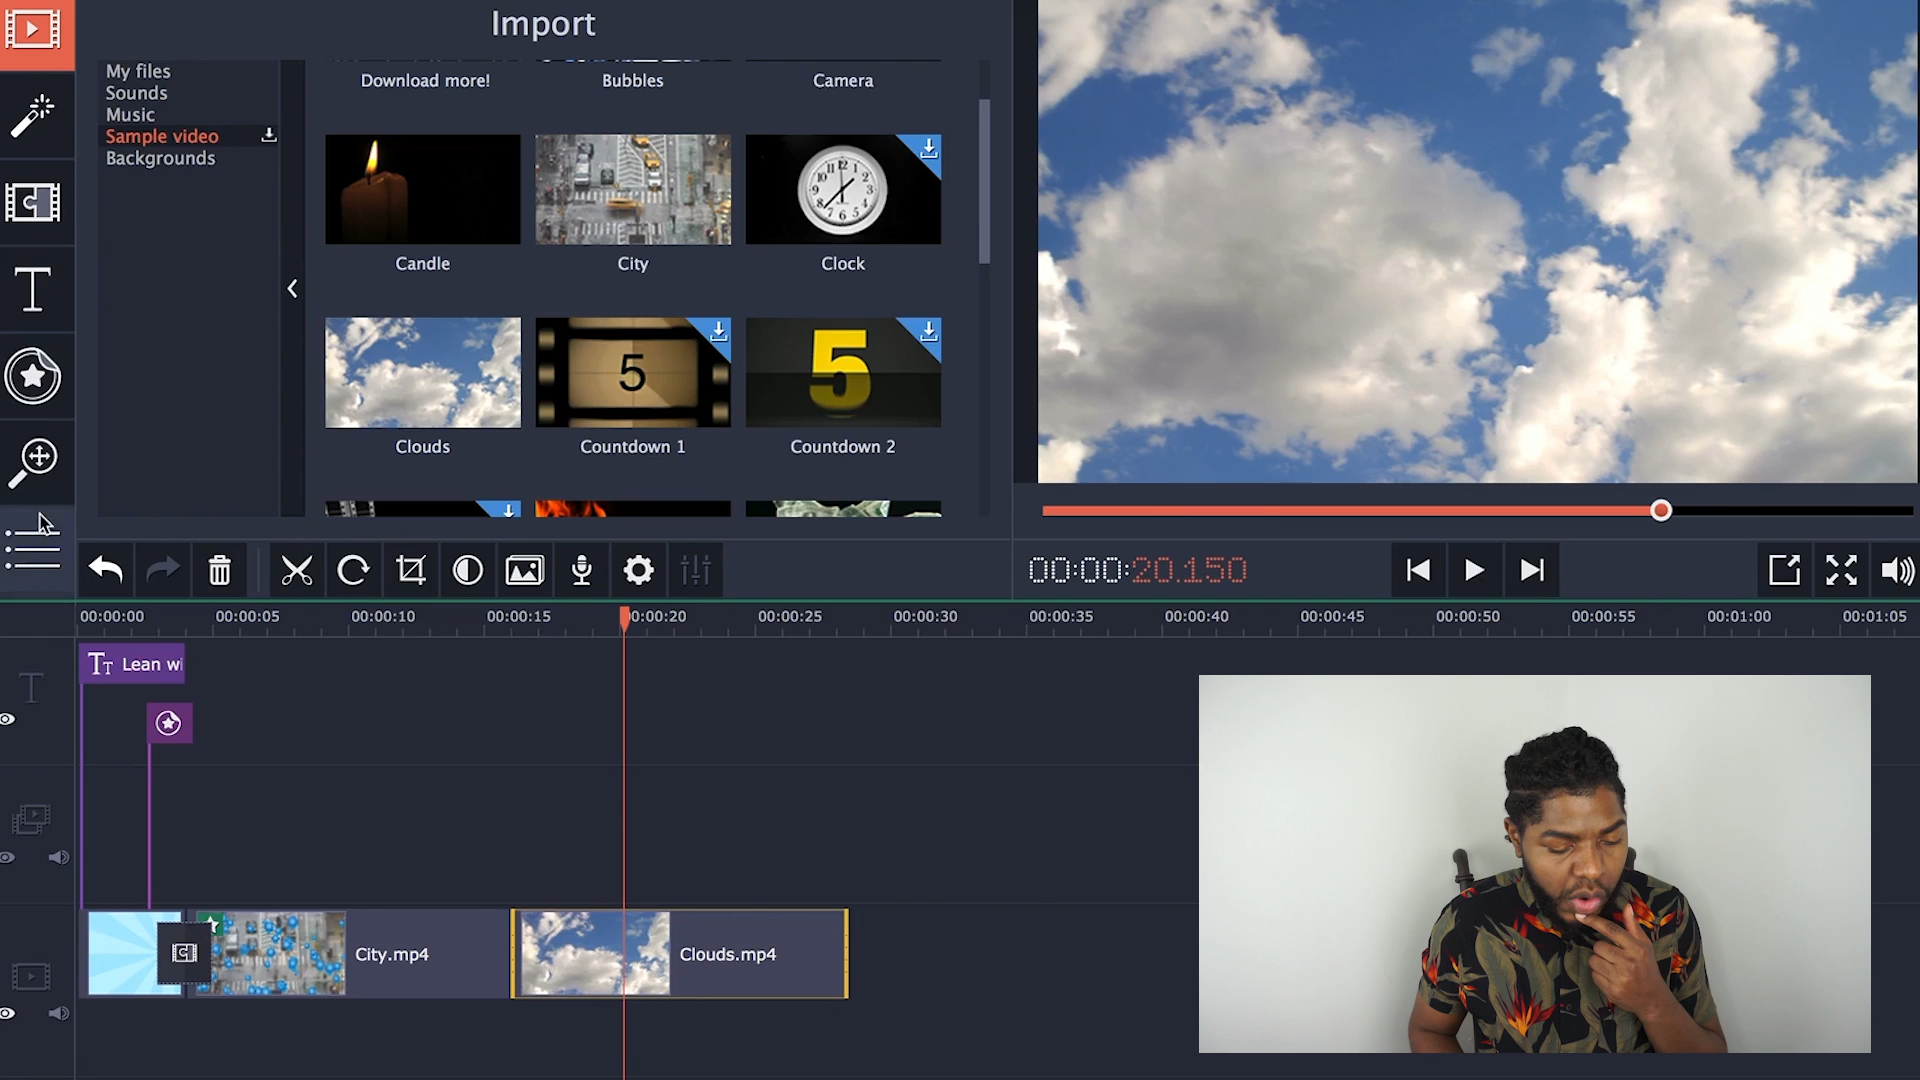 Import
My files
Sounds
Music
Sample video
Backgrounds
Download more!
Bubbles
Camera
Candle
City
Clock
5
5
Clouds
Countdown 1
Countdown 2
00:00:20.150
00:00:00
00:00:05
00:00:10
00:00:15
00:00:20
00:00:25
00:00:30
00:00:35
00:00:40
00:00:45
00:00:50
00:00:55
00:01:00
00:01:05
Lean wi
City.mp4
Clouds.mp4